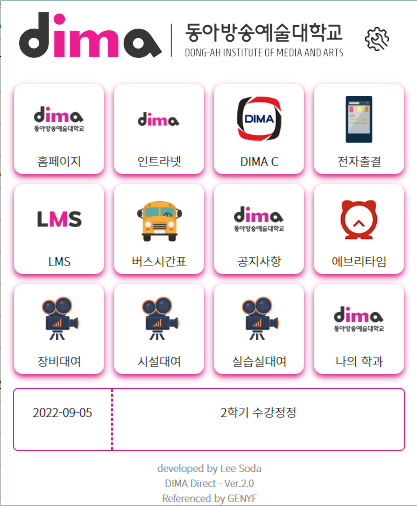 dima 동아방송예술대학교
DONG-AH INSTITUTE OF MEDIA AND ARTS
dima
동아방송예술대학교
홈페이지
dima
인트라넷
DIMA
DIMA C
전자출결
LMS
LMS
버스시간표
dima
동아방송예술대학교
공지사항
에브리타임
장비대여
시설대여
실습실대여
dima
동아방송예술대학교
나의 학과
2022-09-05 2학기 수강정정
developed by Lee Soda
DIMA Direct - Ver.2.0
Referenced by GENYF